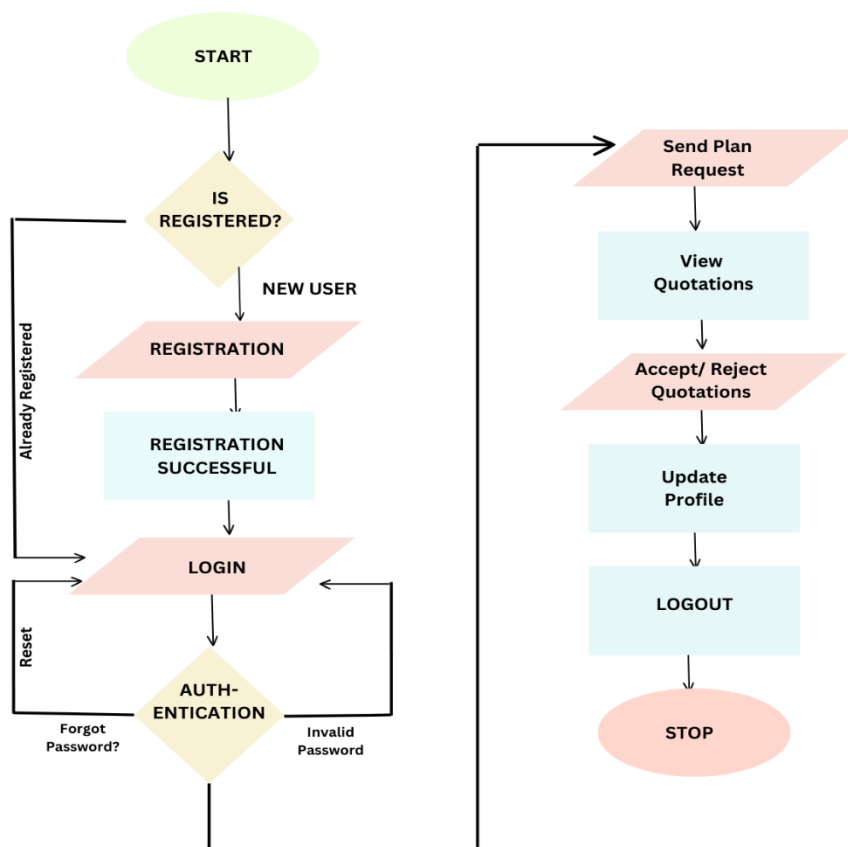 START
IS
REGISTERED?
NEW USER
Already Registered
REGISTRATION
REGISTRATION
SUCCESSFUL
LOGIN
Reset
AUTH-
ENTICATION
Forgot
Password?
Invalid
Password
Send Plan
Request
View
Quotations
Accept/ Reject
Quotations
Update
Profile
LOGOUT
STOP